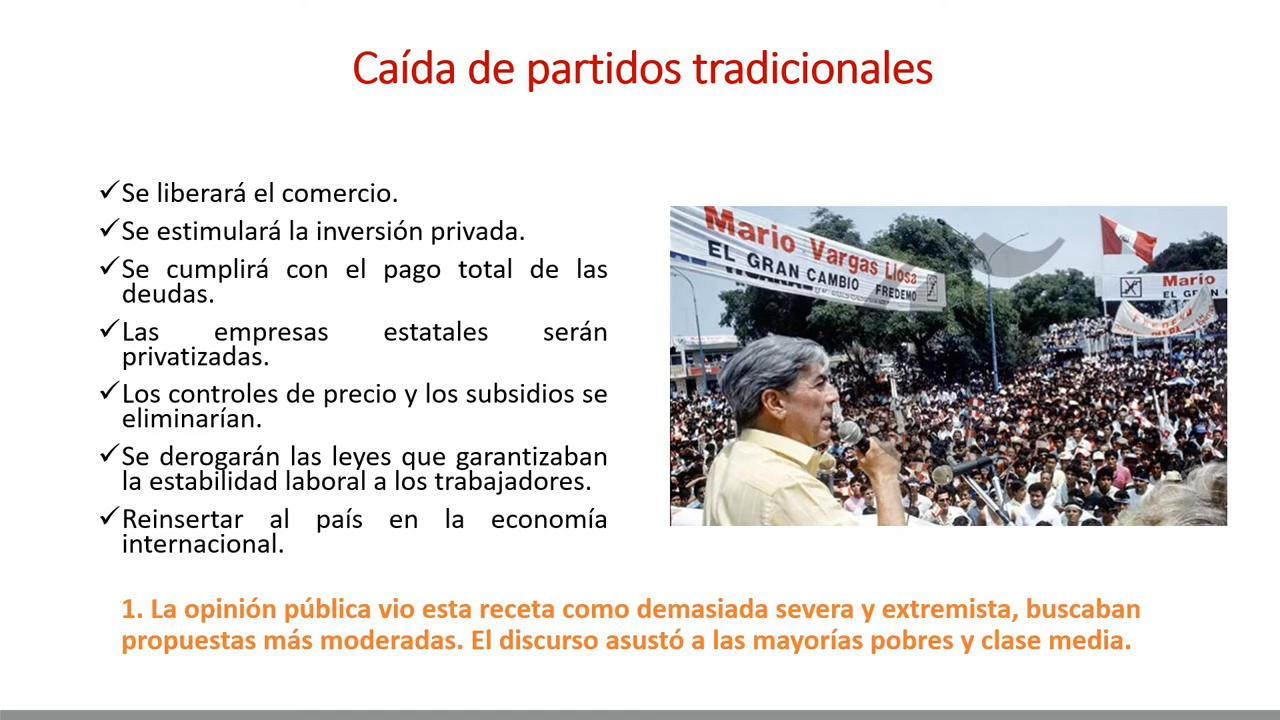 Caída de partidos tradicionales
✓Se liberará el comercio.
✓Se estimulará la inversión privada.
✓Se cumplirá con el pago total de las
deudas.
✓Las empresas estatales serán
privatizadas.
✓Los controles de precio y los subsidios se
eliminarían.
✓Se derogarán las leyes que garantizaban
la estabilidad laboral a los trabajadores.
✓Reinsertar al país en la economía
internacional.
Mario Vargas Llosa
EL GRAN CAMBIO FREDEMO
Mario
EL GRAN C
1. La opinión pública vio esta receta como demasiada severa y extremista, buscaban
propuestas más moderadas. El discurso asustó a las mayorías pobres y clase media.